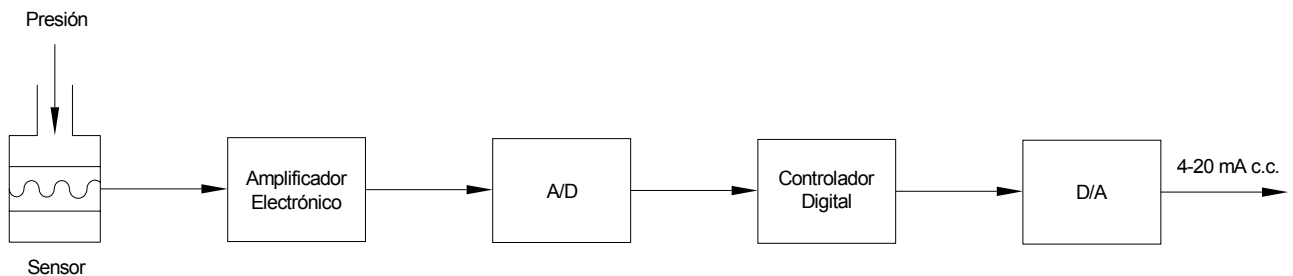 Presión
Sensor
Amplificador
Electrónico
A/D
Controlador
Digital
D/A
4-20 mA c.c.